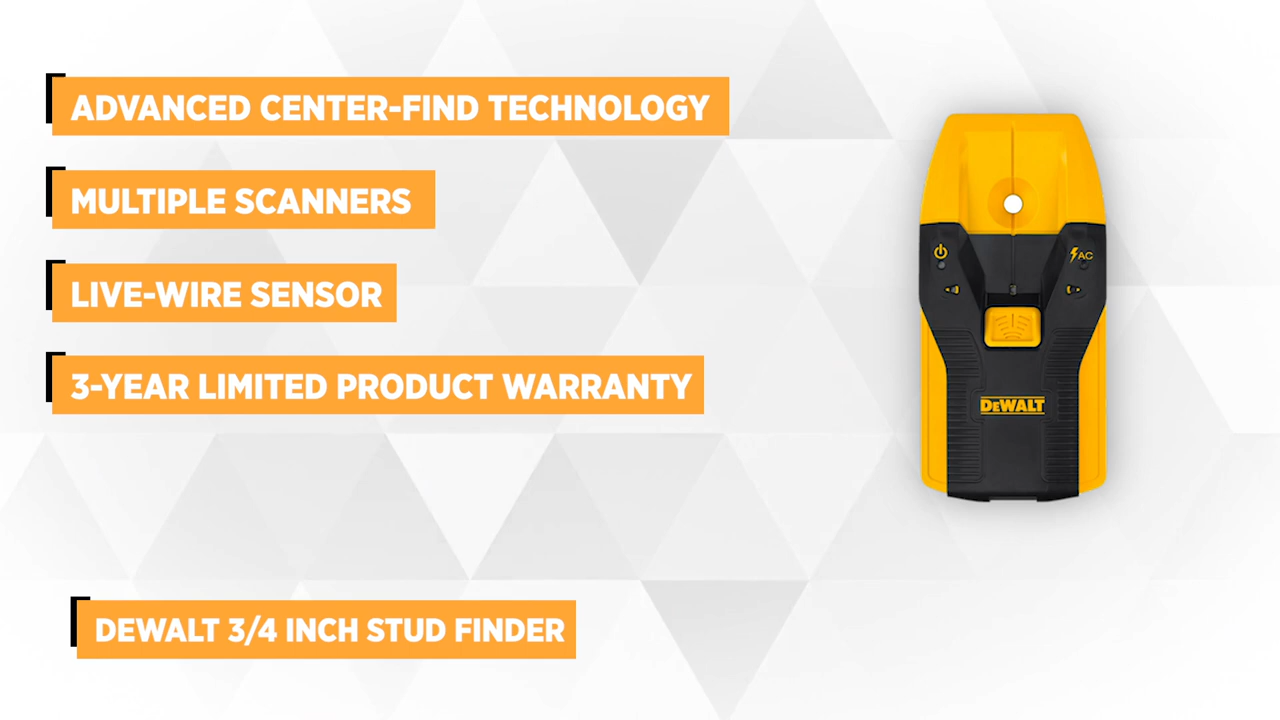 ADVANCED CENTER-FIND TECHNOLOGY
MULTIPLE SCANNERS
LIVE-WIRE SENSOR
3-YEAR LIMITED PRODUCT WARRANTY
AC
DEWALT
DEWALT 3/4 INCH STUD FINDER